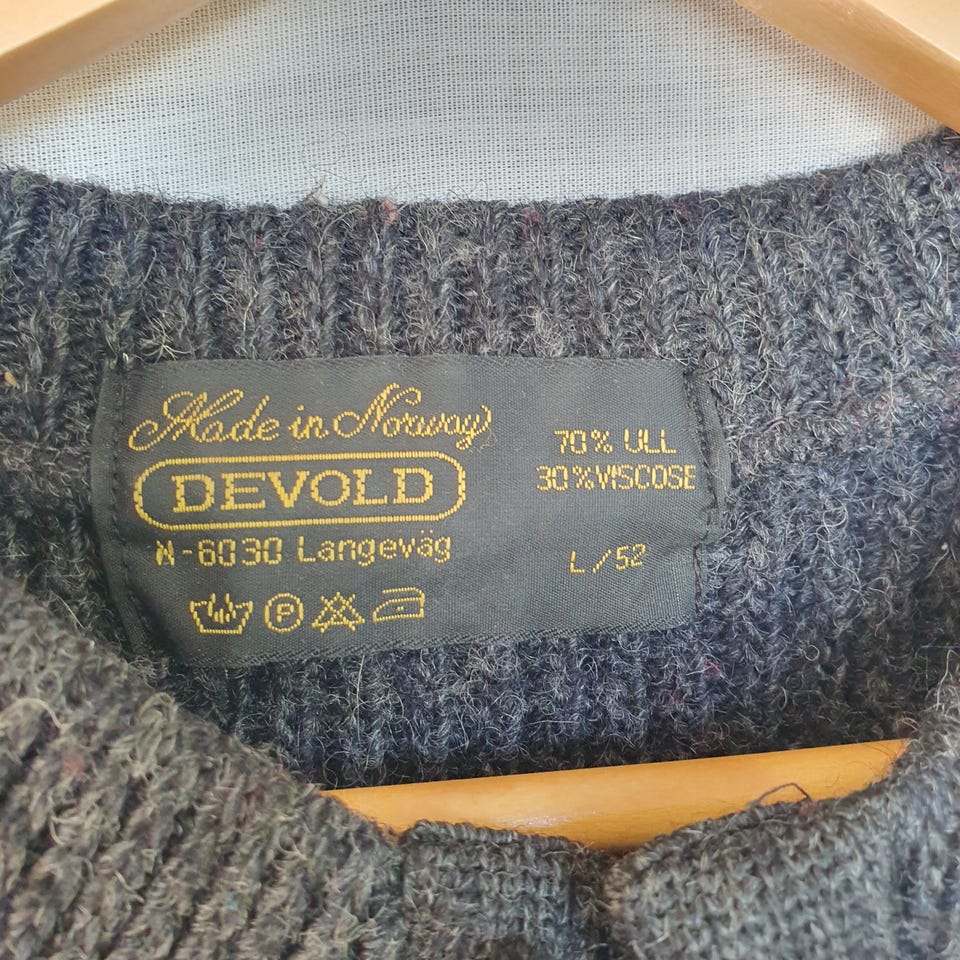 Made in Norway
DEVOLD
N-6030 Langevåg
P
70% ULL
30% VISCOSE
L/52